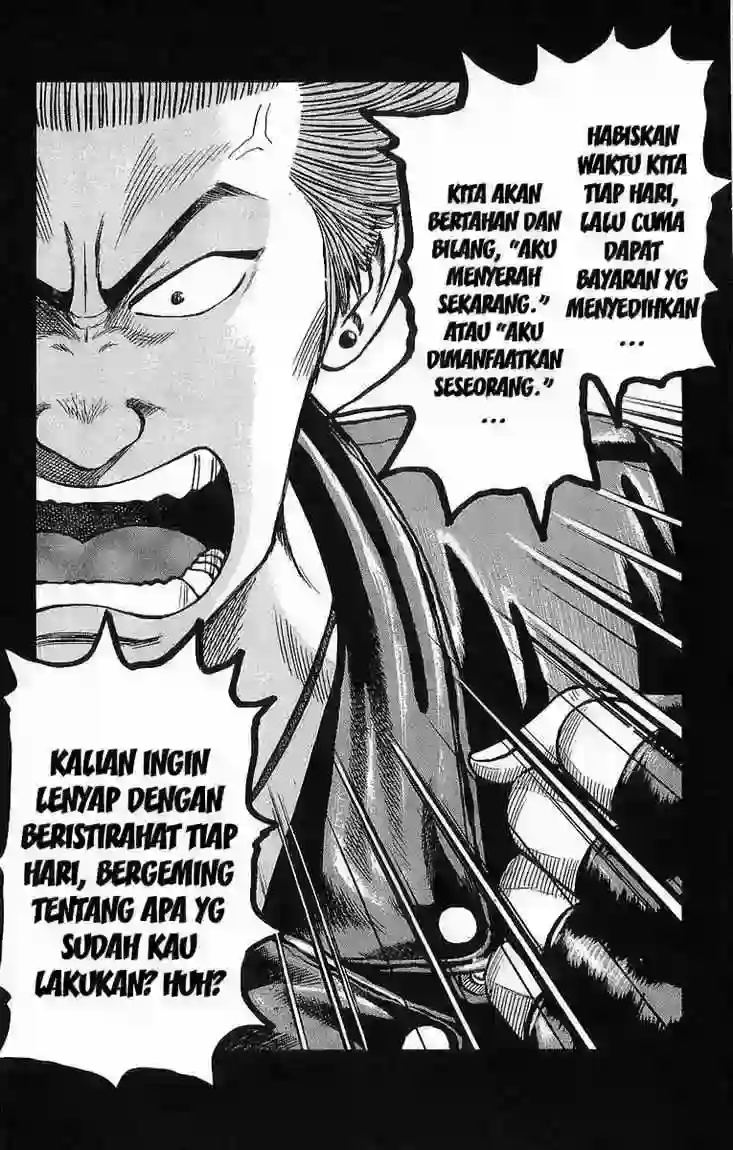 HABISKAN
WAKTU KITA
TIAP HARI,
LALU CUMA
DAPAT
BAYARAN YG
MENYEDIHKAN
...
KITA AKAN
BERTAHAN DAN
BILANG, "AKU
MENYERAH
SEKARANG."
ATAU "AKU
DIMANFAATKAN
SESEORANG."
...
KALIAN INGIN
LENYAP DENGAN
BERISTIRAHAT TIAP
HARI, BERGEMING
TENTANG APA YG
SUDAH KAU
LAKUKAN? HUH?